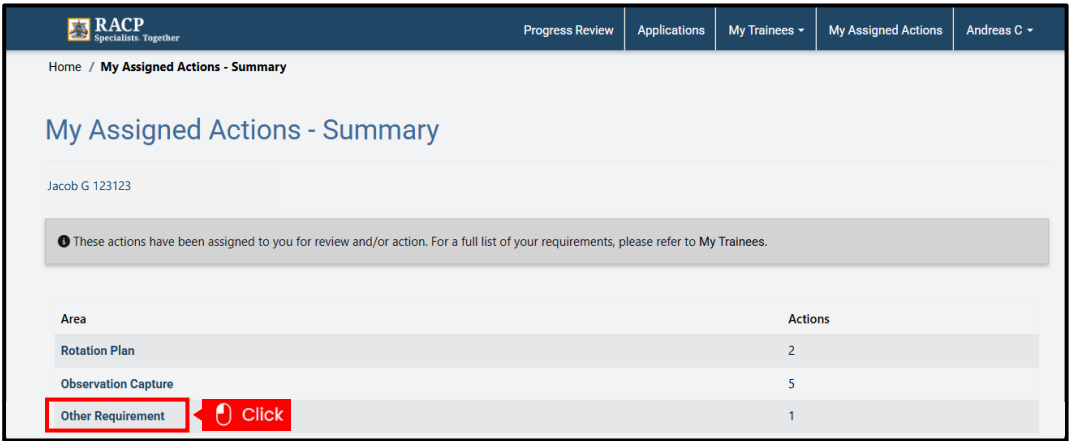 RACP
Specialists. Together
Progress Review
Applications
My Trainees
My Assigned Actions
Andreas C
Home / My Assigned Actions - Summary
My Assigned Actions - Summary
Jacob G 123123
These actions have been assigned to you for review and/or action. For a full list of your requirements, please refer to My Trainees.
Area Actions
Rotation Plan 2
Observation Capture 5
Other Requirement Click 1